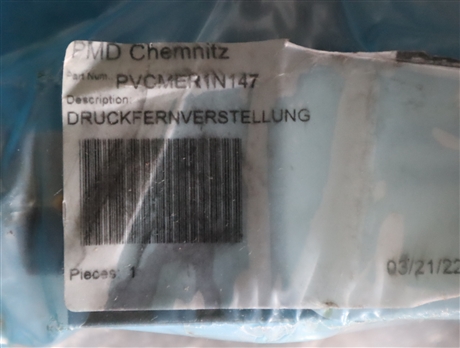 PMD Chemnitz
Part Num. PVCMER1N147
Description:
DRUCKFERNVERSTELLUNG
Pieces: 1
03/21/22